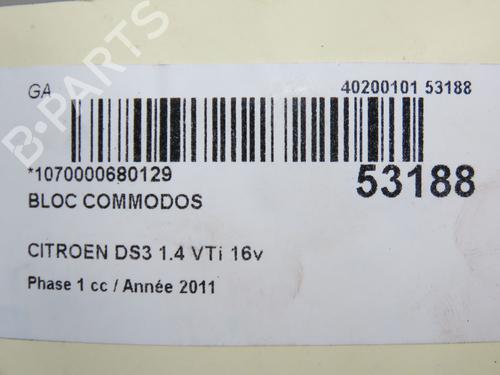 GA
40200101 53188
B-PARTS
*1070000680129
53188
BLOC COMMODOS
CITROEN DS3 1.4 VTi 16v
Phase 1 cc / Année 2011